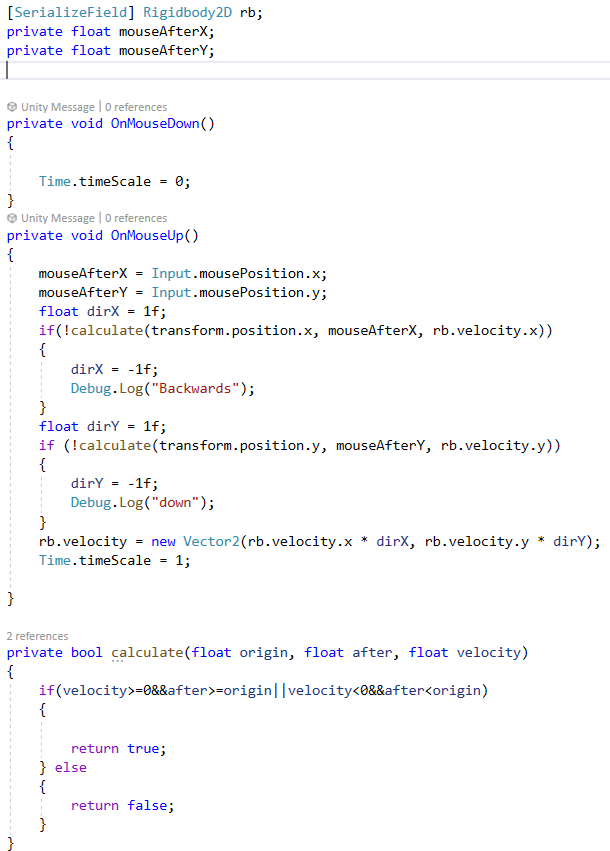 [SerializeField] Rigidbody2D rb;
private float mouseAfterX;
private float mouseAfterY;
Unity Message | 0 references
private void OnMouseDown()
{
Time.timeScale = 0;
}
Unity Message | 0 references
private void OnMouseUp()
{
mouseAfterX = Input.mousePosition.x;
mouseAfterY = Input.mousePosition.y;
float dirX = 1f;
if(!calculate(transform.position.x, mouseAfterX, rb.velocity.x))
{
dirX = -1f;
Debug.Log("Backwards");
}
float dirY = 1f;
if (!calculate(transform.position.y, mouseAfterY, rb.velocity.y))
{
dirY = -1f;
Debug.Log("down");
}
rb.velocity = new Vector2(rb.velocity.x * dirX, rb.velocity.y * dirY);
Time.timeScale = 1;
}
2 references
private bool calculate(float origin, float after, float velocity)
{
if(velocity>=0&&after>=origin||velocity<0&&after<origin)
{
return true;
} else
{
return false;
}
}